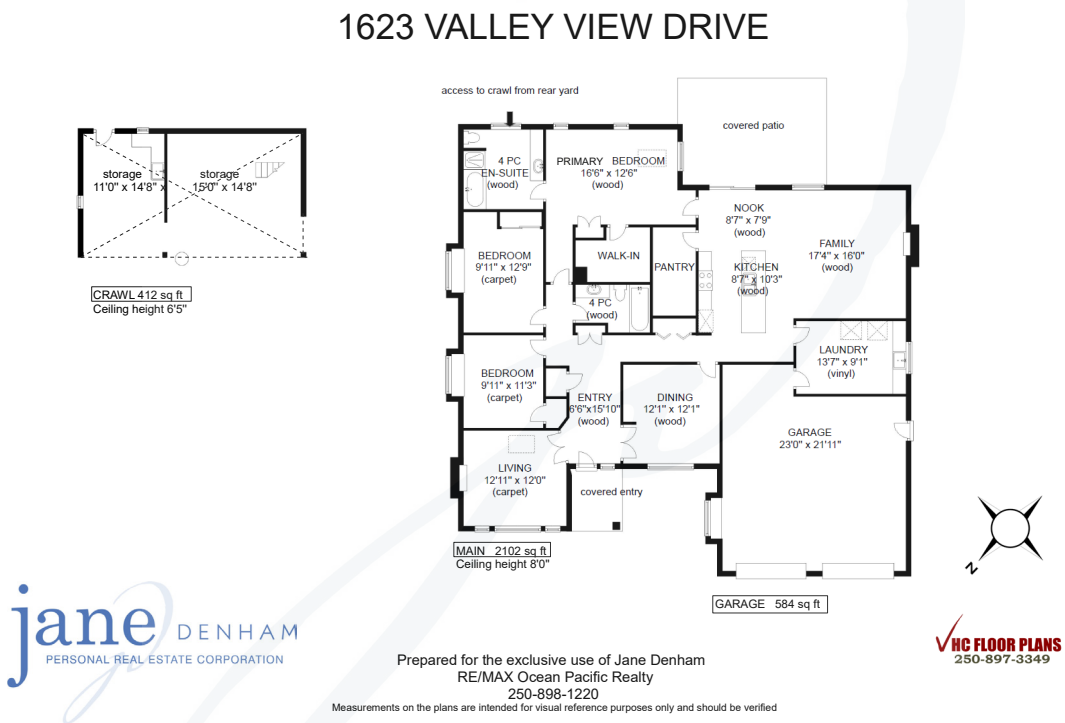 1623 VALLEY VIEW DRIVE
access to crawl from rear yard
covered patio
storage
11'0" x 14'8"
storage
15'0" x 14'8"
CRAWL 412 sq ft
Ceiling height 6'5"
4 PC
EN-SUITE
(wood)
PRIMARY BEDROOM
16'6" x 12'6"
(wood)
NOOK
8'7" x 7'9"
(wood)
FAMILY
17'4" x 16'0"
(wood)
BEDROOM
9'11" x 12'9"
(carpet)
WALK-IN
PANTRY
KITCHEN
8'7" x 10'3"
(wood)
4 PC
(wood)
LAUNDRY
13'7" x 9'1"
(vinyl)
BEDROOM
9'11" x 11'3"
(carpet)
ENTRY
6'6"x15'10"
(wood)
DINING
12'1" x 12'1"
(wood)
GARAGE
23'0" x 21'11"
LIVING
12'11" x 12'0"
(carpet)
covered entry
MAIN 2102 sq ft
Ceiling height 8'0"
GARAGE 584 sq ft
N
jane DENHAM
PERSONAL REAL ESTATE CORPORATION
HC FLOOR PLANS
250-897-3349
Prepared for the exclusive use of Jane Denham
RE/MAX Ocean Pacific Realty
250-898-1220
Measurements on the plans are intended for visual reference purposes only and should be verified